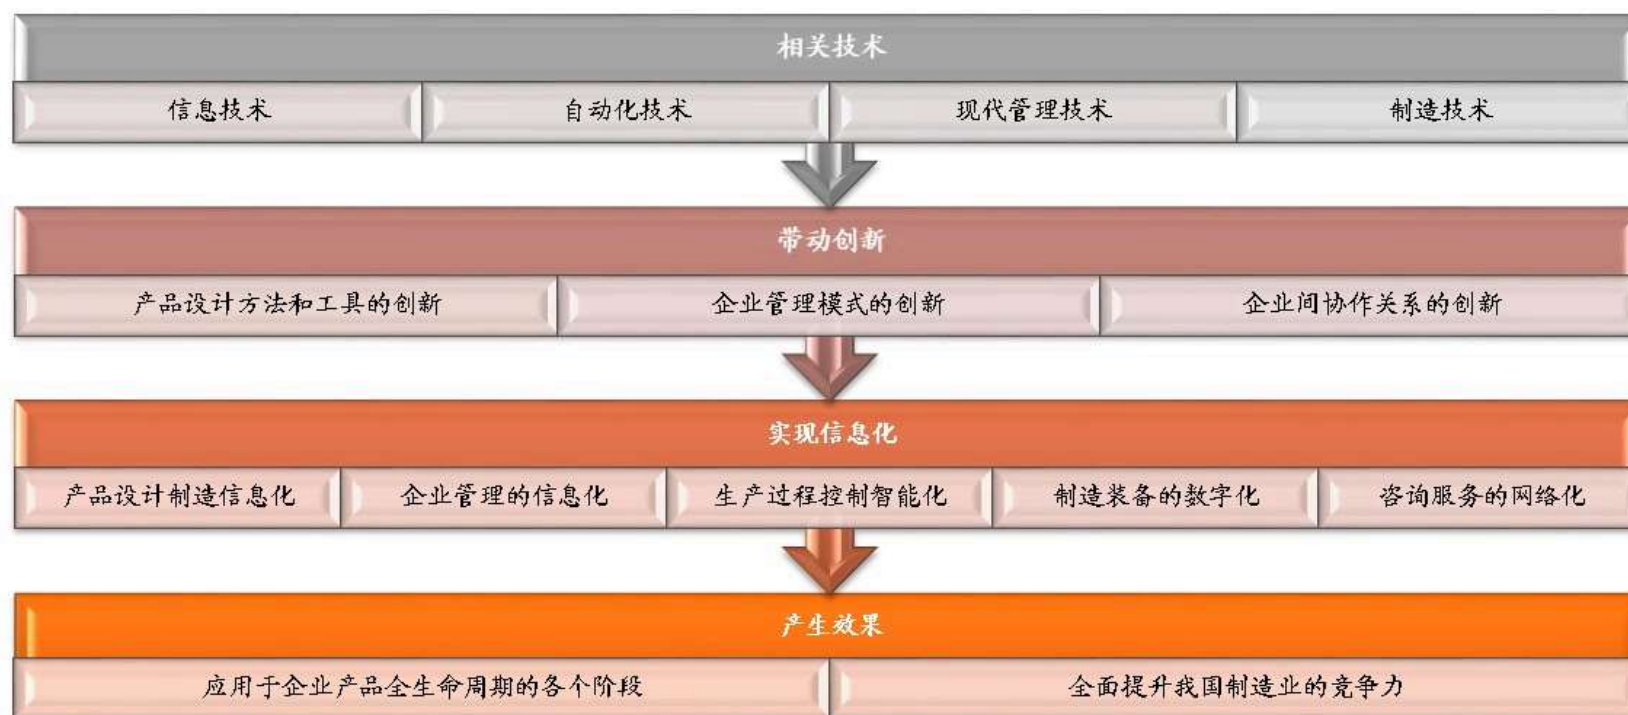 相关技术
信息技术 自动化技术 现代管理技术 制造技术
带动创新
产品设计方法和工具的创新 企业管理模式的创新 企业间协作关系的创新
实现信息化
产品设计制造信息化 企业管理的信息化 生产过程控制智能化 制造装备的数字化 咨询服务的网络化
产生效果
应用于企业产品全生命周期的各个阶段 全面提升我国制造业的竞争力